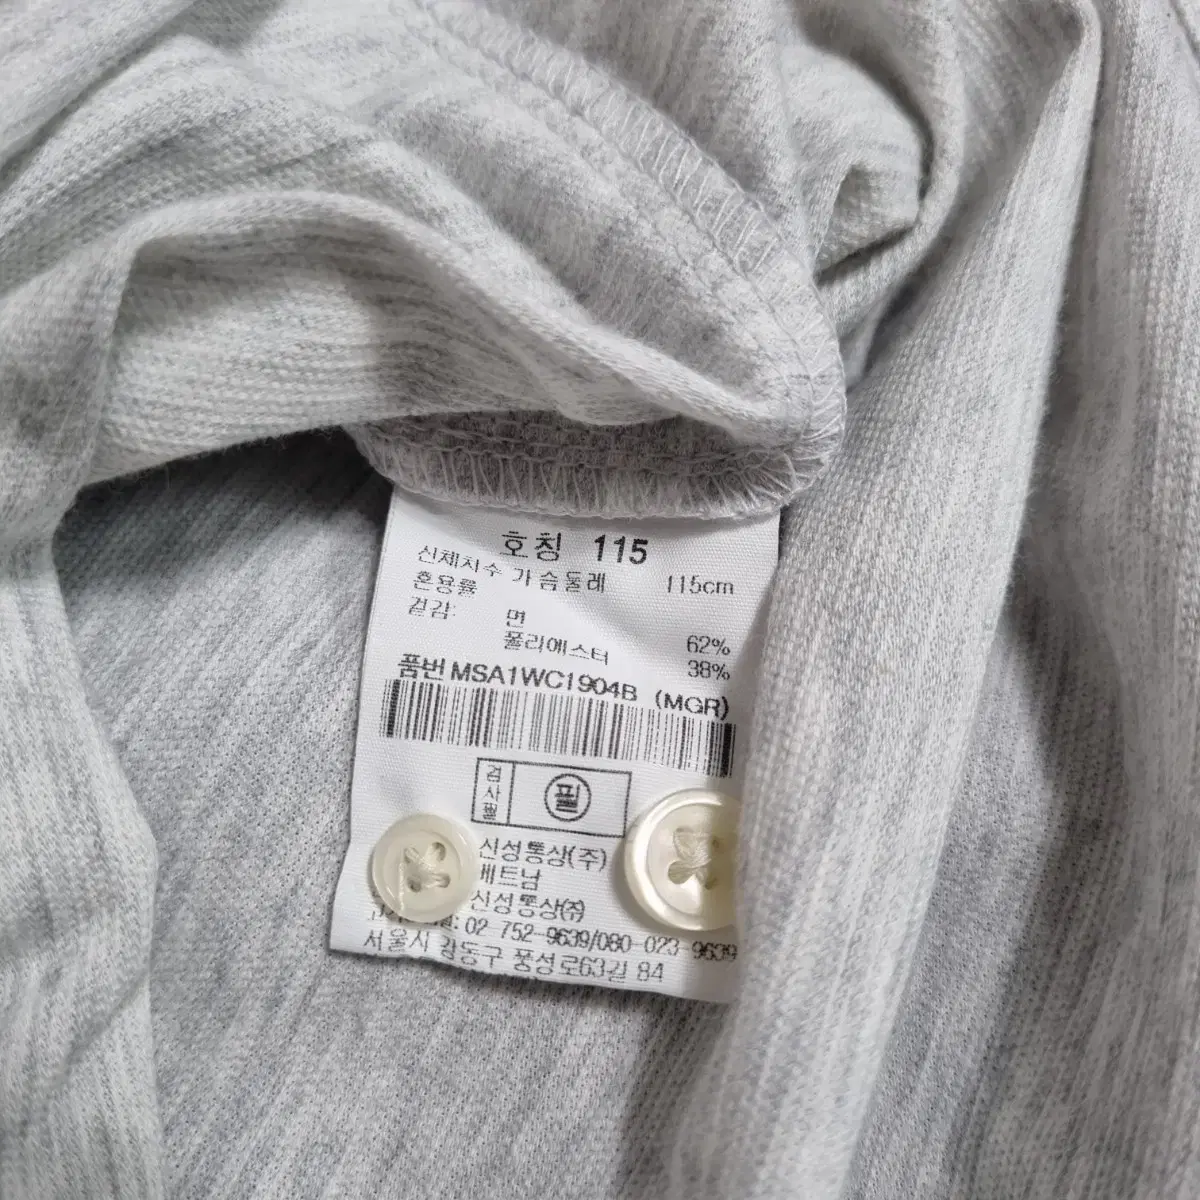 호칭 115
신체치수 가슴둘레 115cm
혼용률
겉감: 면 62%
폴리에스터 38%
품번 MSA1WC1904B (MGR)
검사필
필
신성통상(주)
베트남
신성통상㈜
02 752-9639/080-023-9639
서울시 강동구 풍성로63길 84